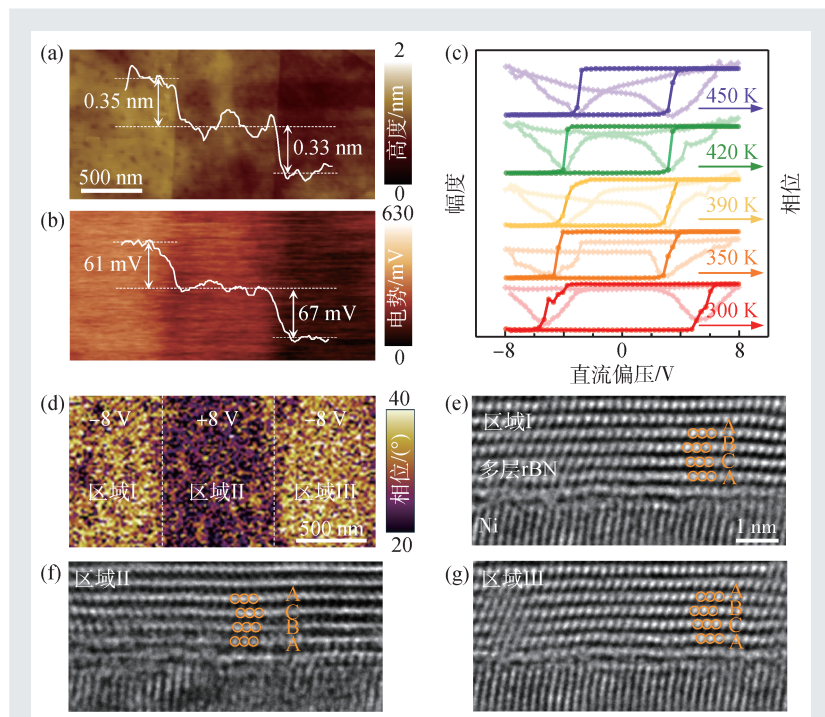 (a)
2
0.35 nm
0.33 nm
500 nm
高度/nm
0
(b)
630
61 mV
67 mV
电势/mV
0
(c)
450 K
420 K
390 K
350 K
300 K
幅度
相位
−8
0
8
直流偏压/V
(d)
−8 V
+8 V
−8 V
区域I
区域II
区域III
500 nm
40
相位/(°)
20
(e)
区域I
A
B
C
A
多层rBN
Ni
1 nm
(f)
区域II
A
C
B
A
(g)
区域III
A
B
C
A